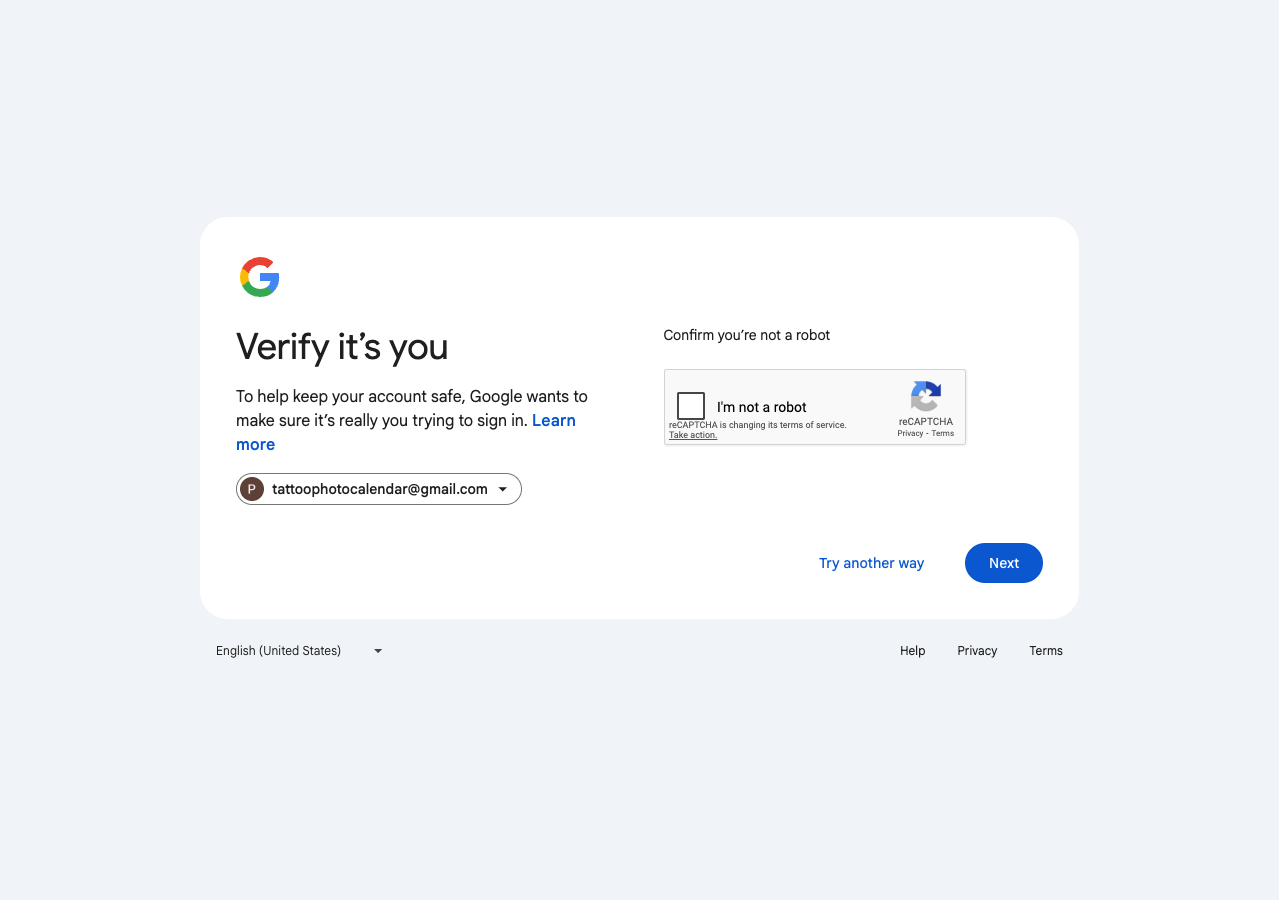 Verify it’s you
To help keep your account safe, Google wants to
make sure it’s really you trying to sign in. Learn
more
P
tattoophotocalendar@gmail.com
Confirm you’re not a robot
I'm not a robot
reCAPTCHA is changing its terms of service.
Take action.
reCAPTCHA
Privacy - Terms
Try another way
Next
English (United States)
Help
Privacy
Terms